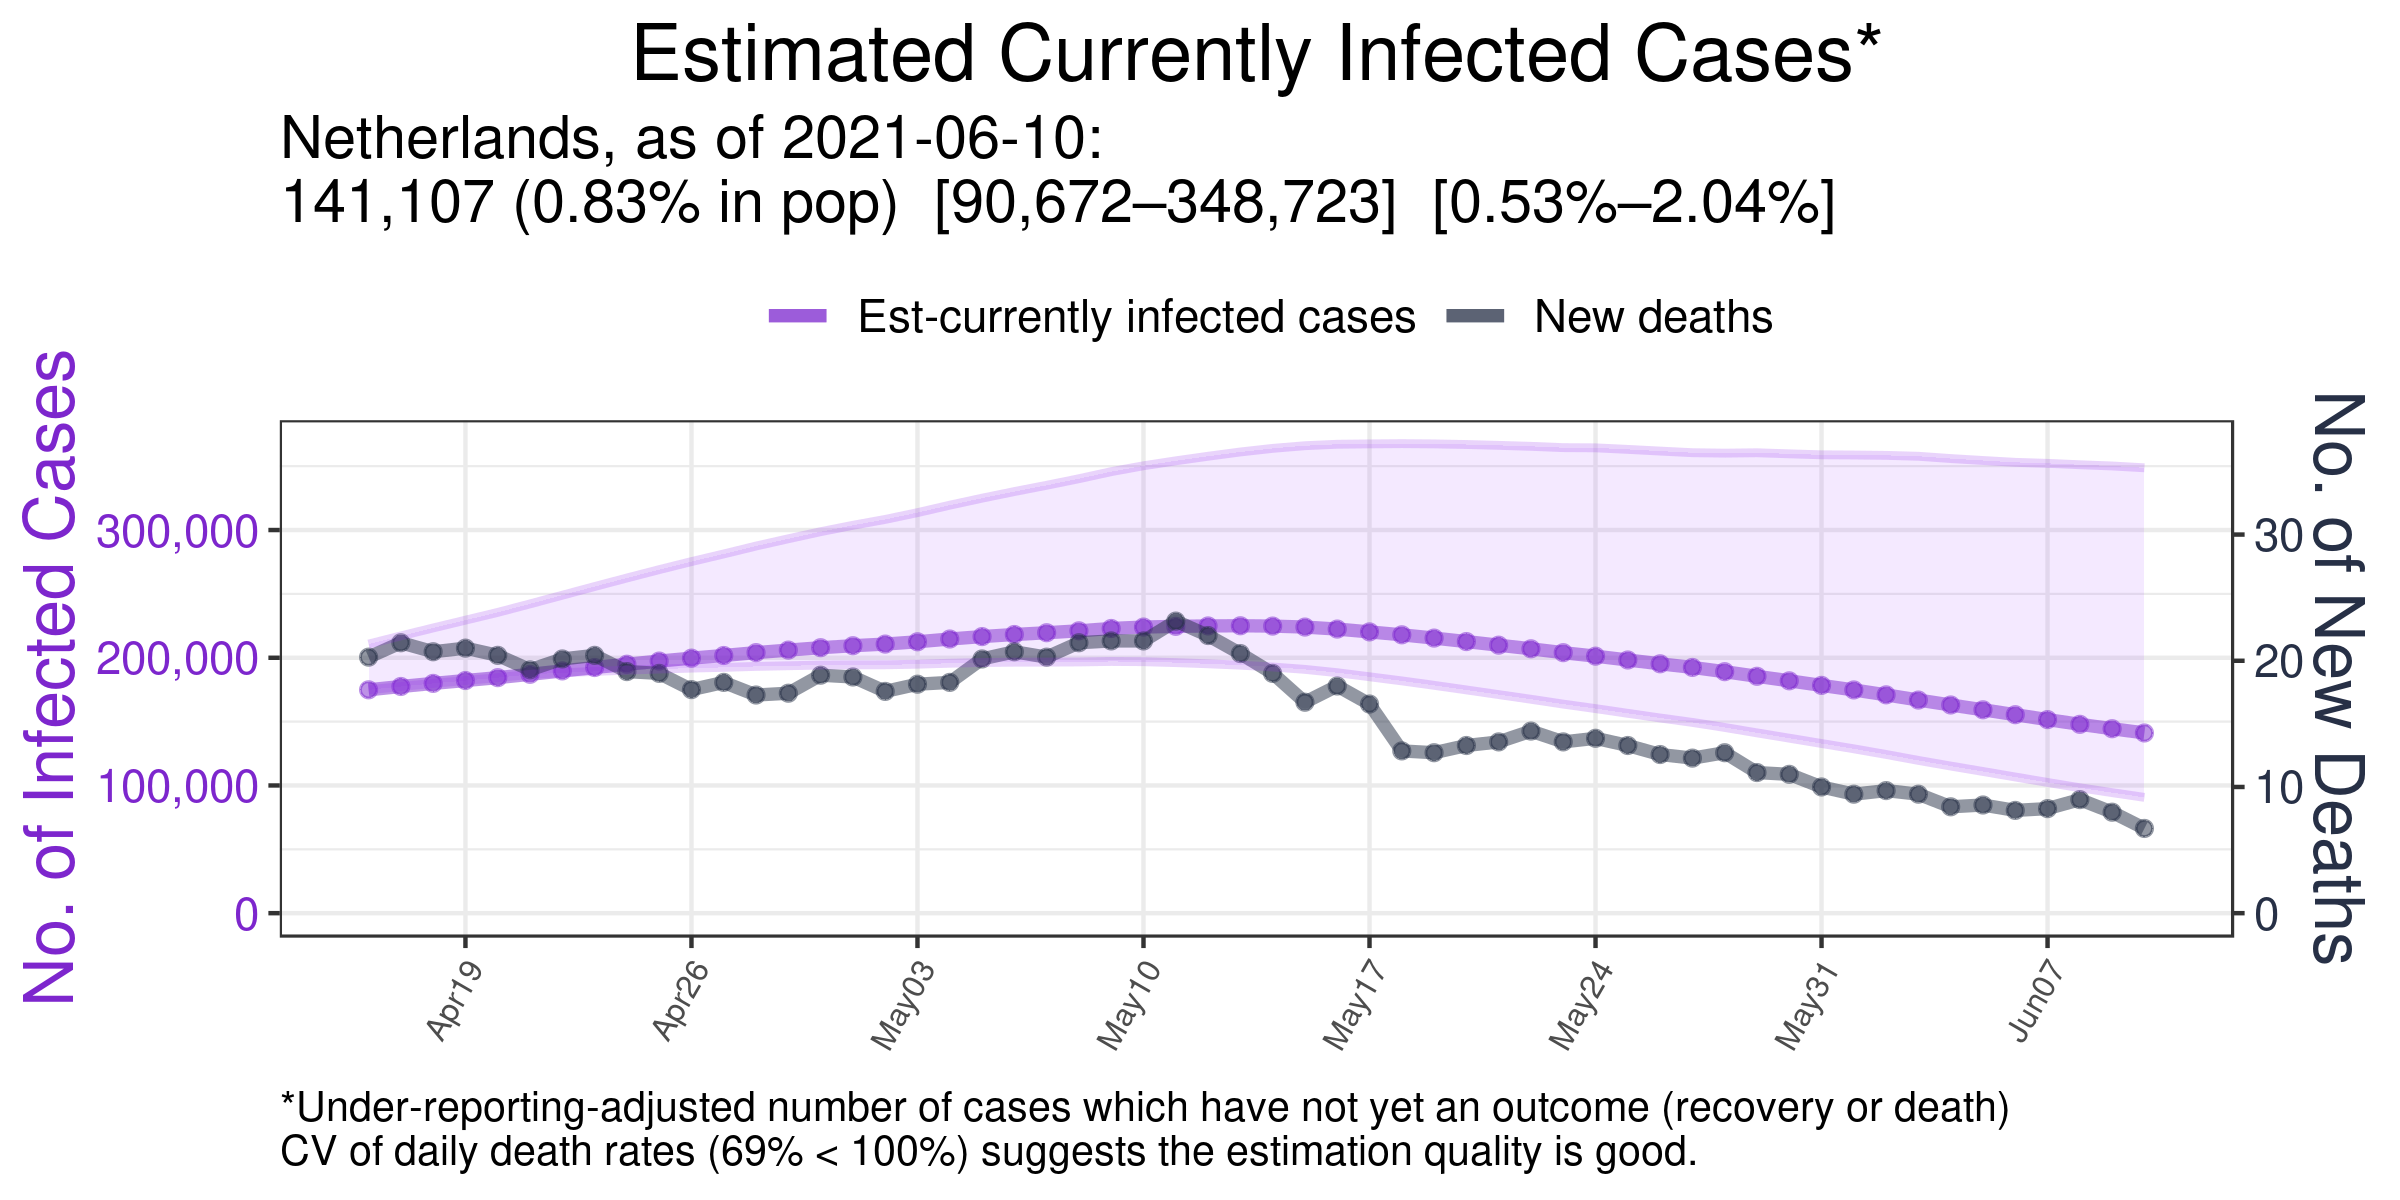 Estimated Currently Infected Cases*
Netherlands, as of 2021-06-10:
141,107 (0.83% in pop) [90,672–348,723] [0.53%–2.04%]
Est-currently infected cases
New deaths
No. of Infected Cases
300,000
200,000
100,000
0
30
20
10
0
No. of New Deaths
Apr19
Apr26
May03
May10
May17
May24
May31
Jun07
*Under-reporting-adjusted number of cases which have not yet an outcome (recovery or death)
CV of daily death rates (69% < 100%) suggests the estimation quality is good.